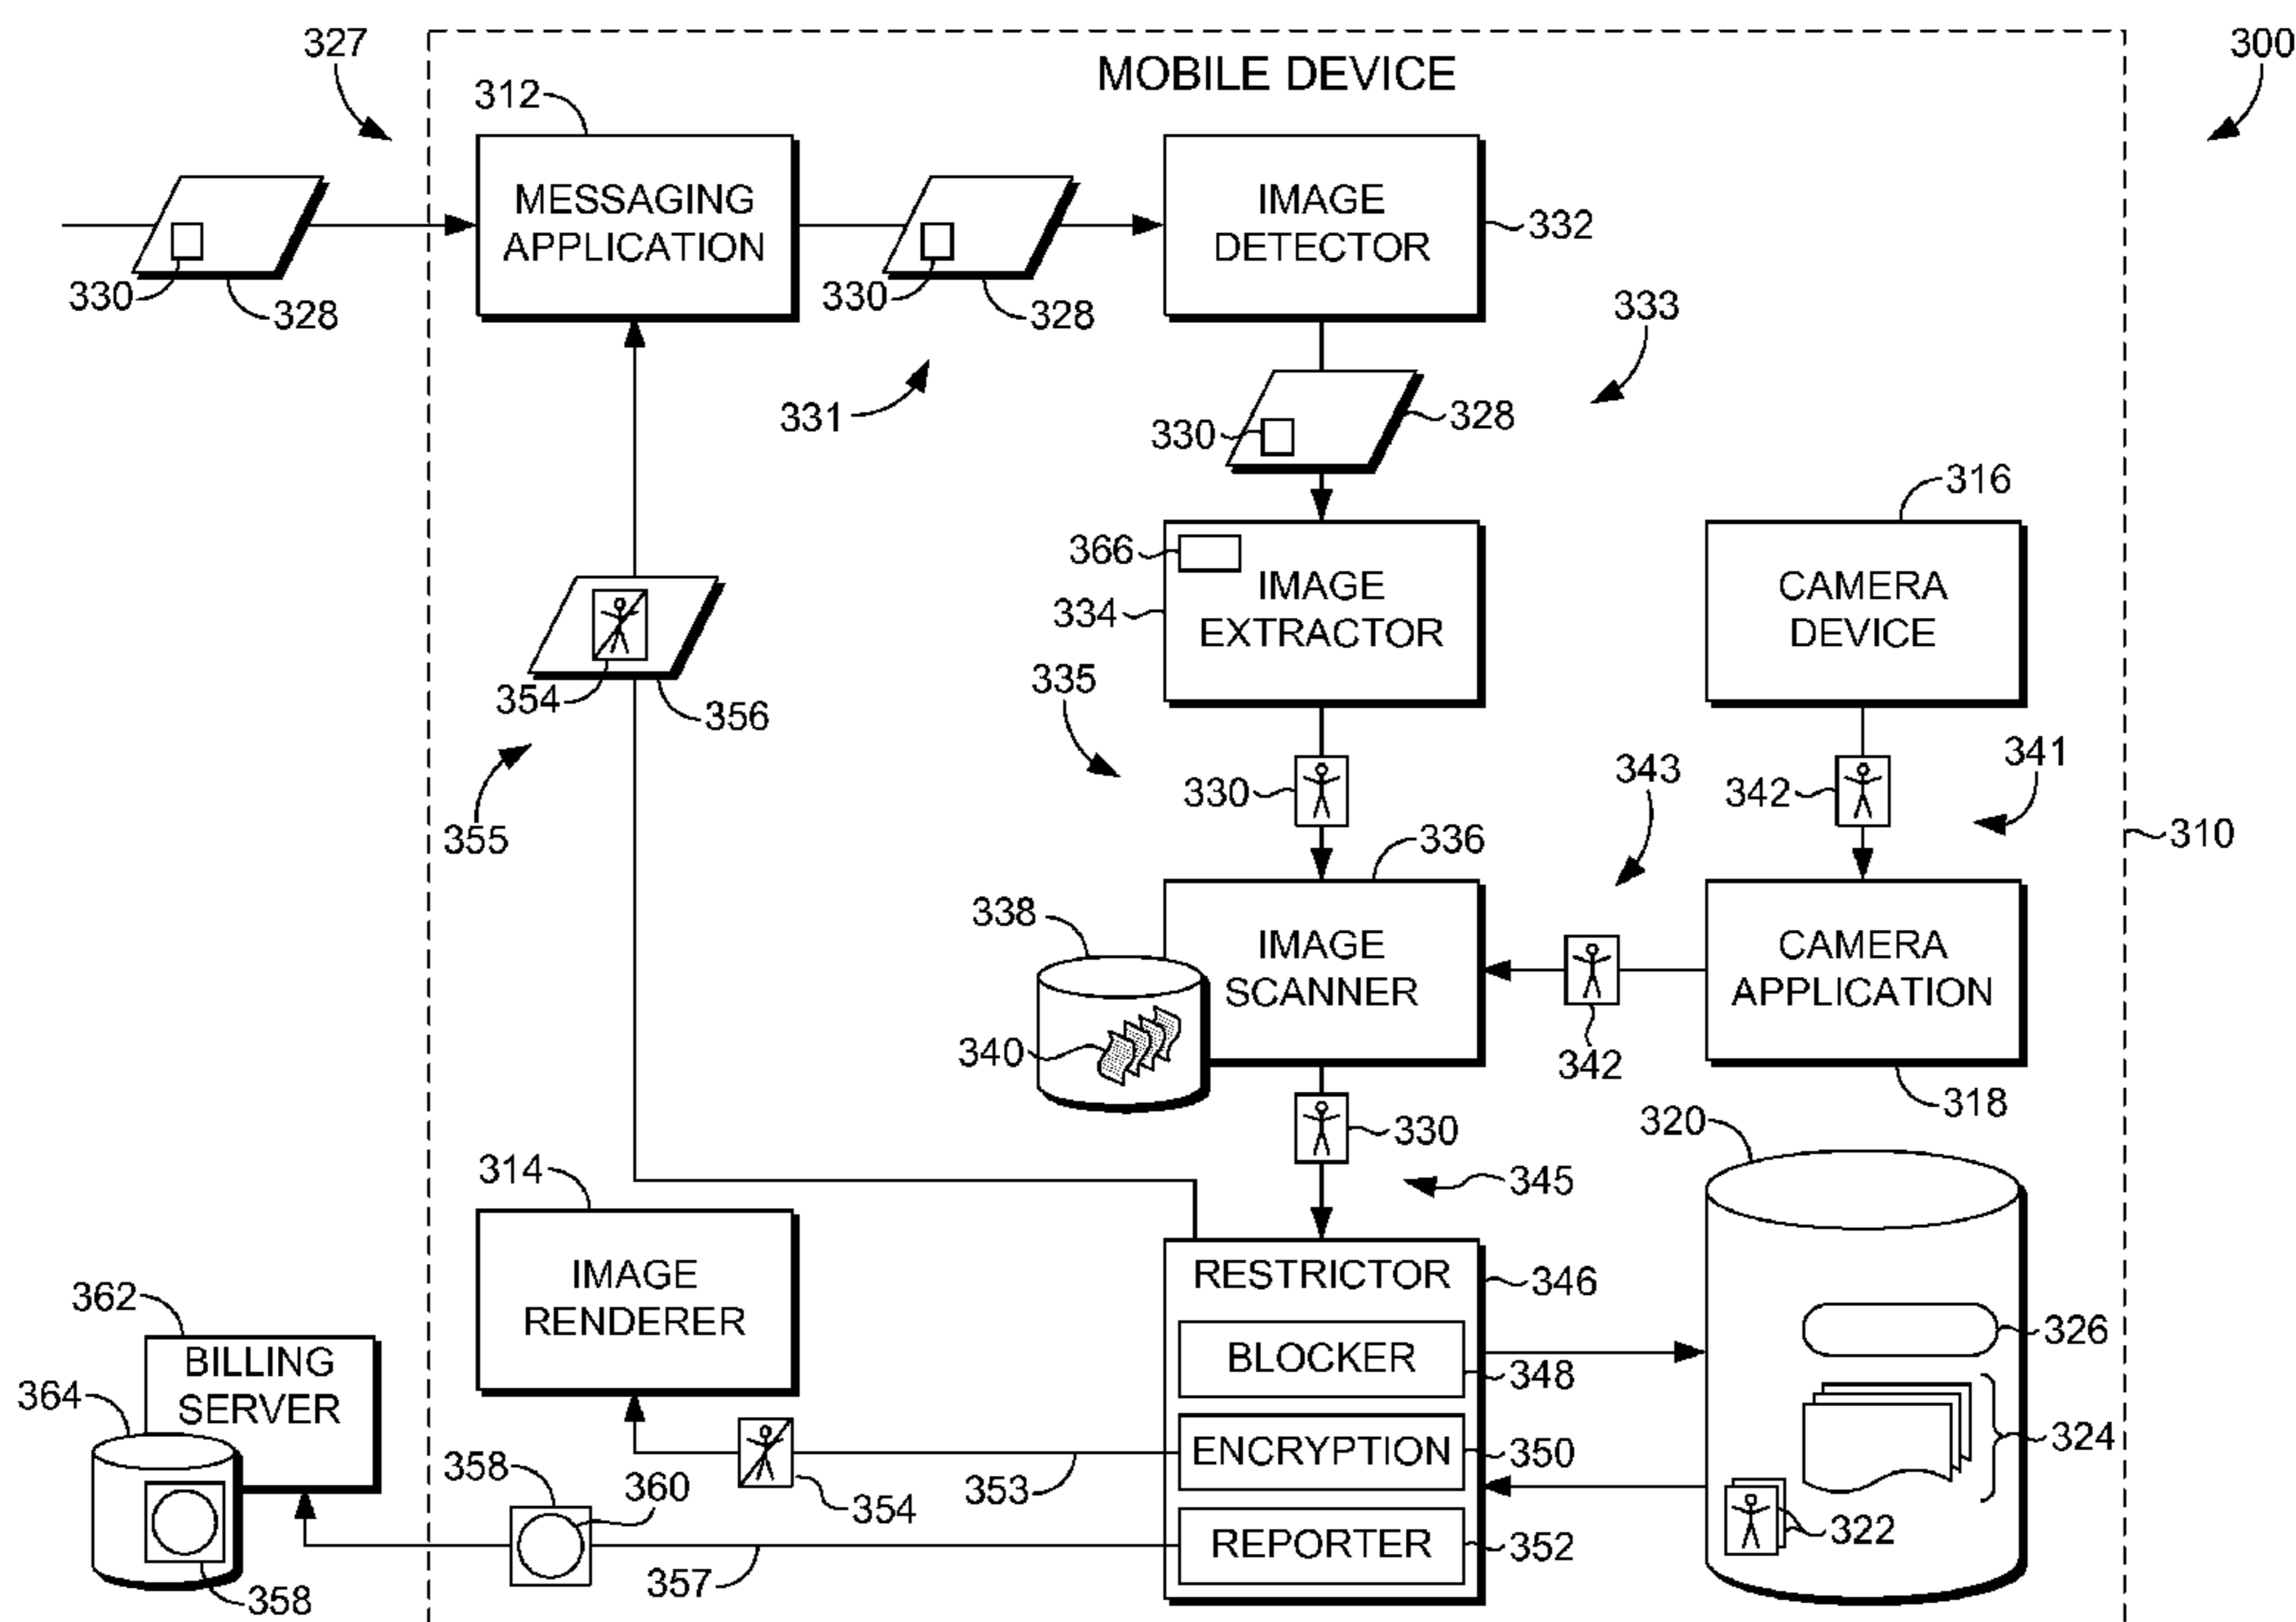 327
MOBILE DEVICE
300
312
MESSAGING
APPLICATION
IMAGE
DETECTOR
332
330
328
330
328
333
331
330
328
316
366
IMAGE
EXTRACTOR
334
CAMERA
DEVICE
354
356
335
355
330
343
342
341
310
336
338
IMAGE
SCANNER
340
CAMERA
APPLICATION
342
318
330
320
345
314
IMAGE
RENDERER
RESTRICTOR
346
BLOCKER
348
ENCRYPTION
350
REPORTER
352
326
324
322
362
BILLING
SERVER
364
358
358
360
353
354
357